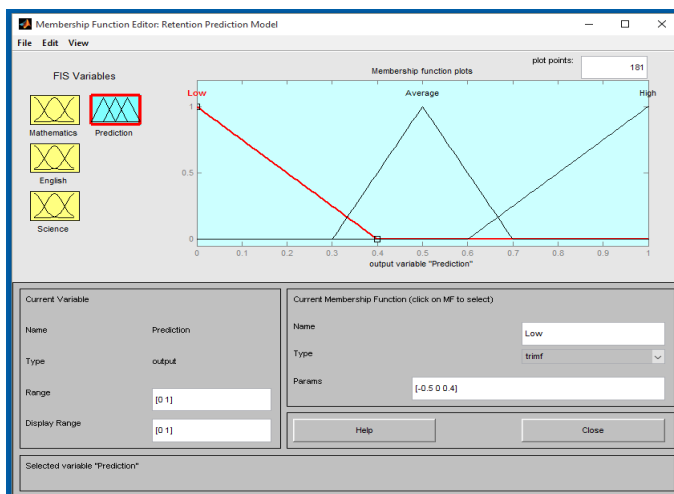 Membership Function Editor: Retention Prediction Model
File Edit View
FIS Variables
Mathematics
Prediction
English
Science
Membership function plots
plot points:
181
Low
Average
High
1
0.5
0
0 0.1 0.2 0.3 0.4 0.5 0.6 0.7 0.8 0.9 1
output variable "Prediction"
Current Variable
Name Prediction
Type output
Range [0 1]
Display Range [0 1]
Current Membership Function (click on MF to select)
Name Low
Type trimf
Params [-0.5 0 0.4]
Help Close
Selected variable "Prediction"